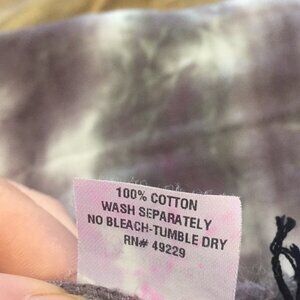 100% COTTON
WASH SEPARATELY
NO BLEACH-TUMBLE DRY
RN# 49229